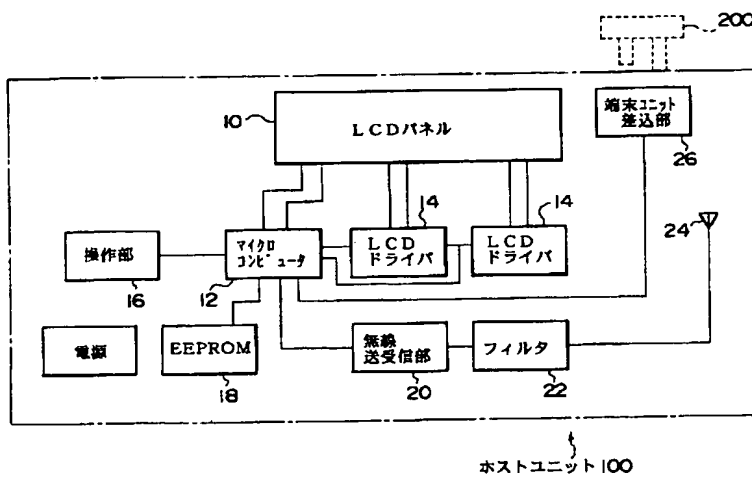 200
10
LCDパネル
端末ユニット
差込部
26
操作部
16
マイクロ
コンピュータ
12
14
LCD
ドライバ
14
LCD
ドライバ
24
電源
EEPROM
18
無線
送受信部
20
フィルタ
22
ホストユニット100